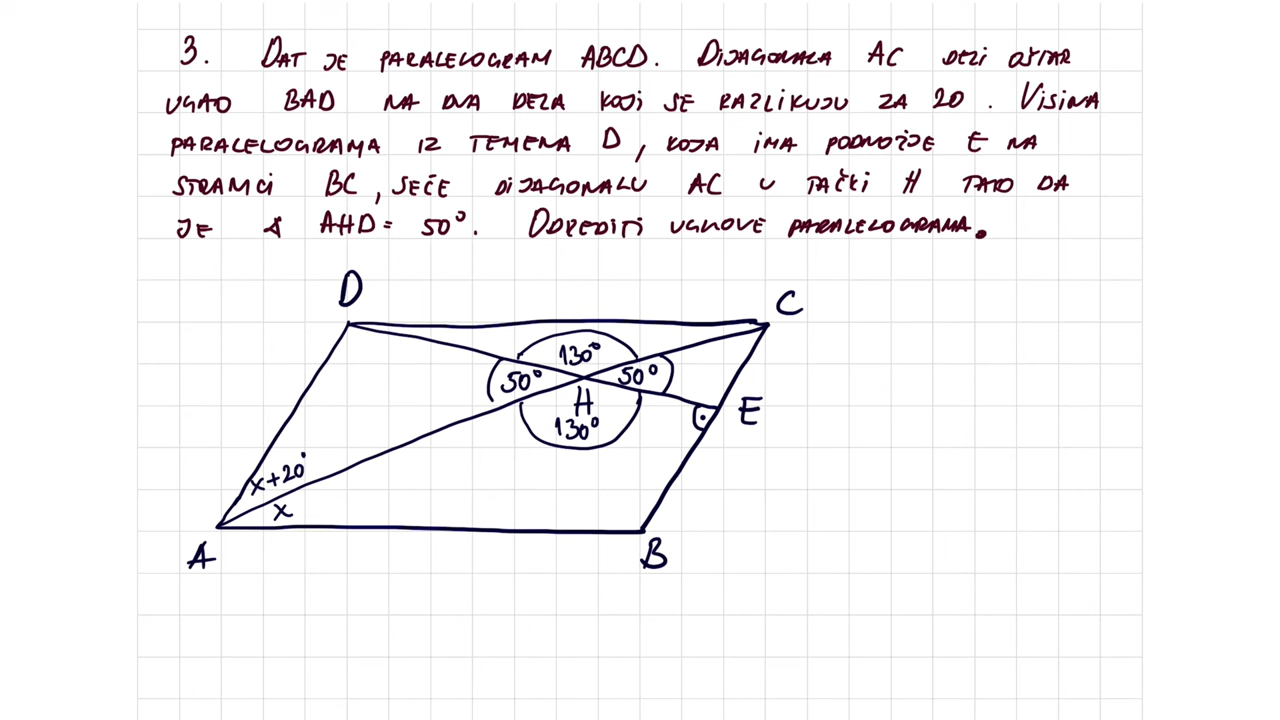 3. DAT JE PARALELOGRAM ABCD. DIJAGONALA AC DELI OŠTAR
UGAO BAD NA DVA DELA KOJI SE RAZLIKUJU ZA 20. VISINA
PARALELOGRAMA IZ TEMENA D, KOJA IMA PODNOŽJE E NA
STRANICI BC, SEČE DIJAGONALU AC U TAČKI H TAKO DA
JE ∢ AHD = 50°. ODREDITI UGLOVE PARALELOGRAMA.
D
C
130°
50°
50°
H
E
130°
x+20°
x
A
B